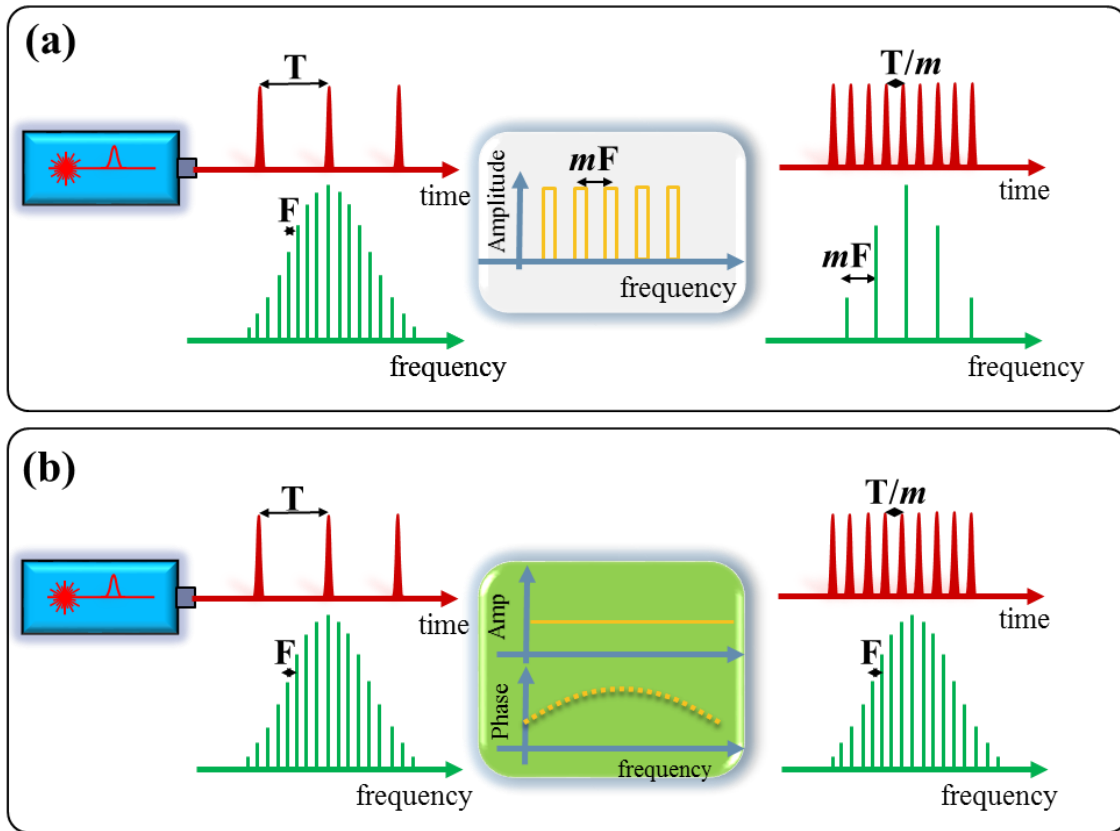 (a)
T
time
F
frequency
Amplitude
mF
frequency
T/m
time
mF
frequency
(b)
T
time
F
frequency
Amp
Phase
frequency
T/m
time
F
frequency